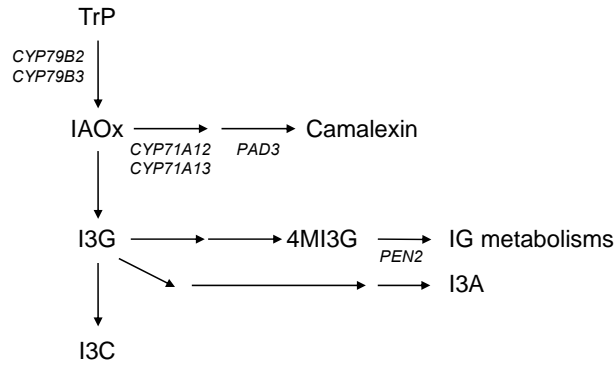 TrP
CYP79B2
CYP79B3
IAOx
Camalexin
CYP71A12
CYP71A13
PAD3
I3G
4MI3G
IG metabolisms
PEN2
I3A
I3C